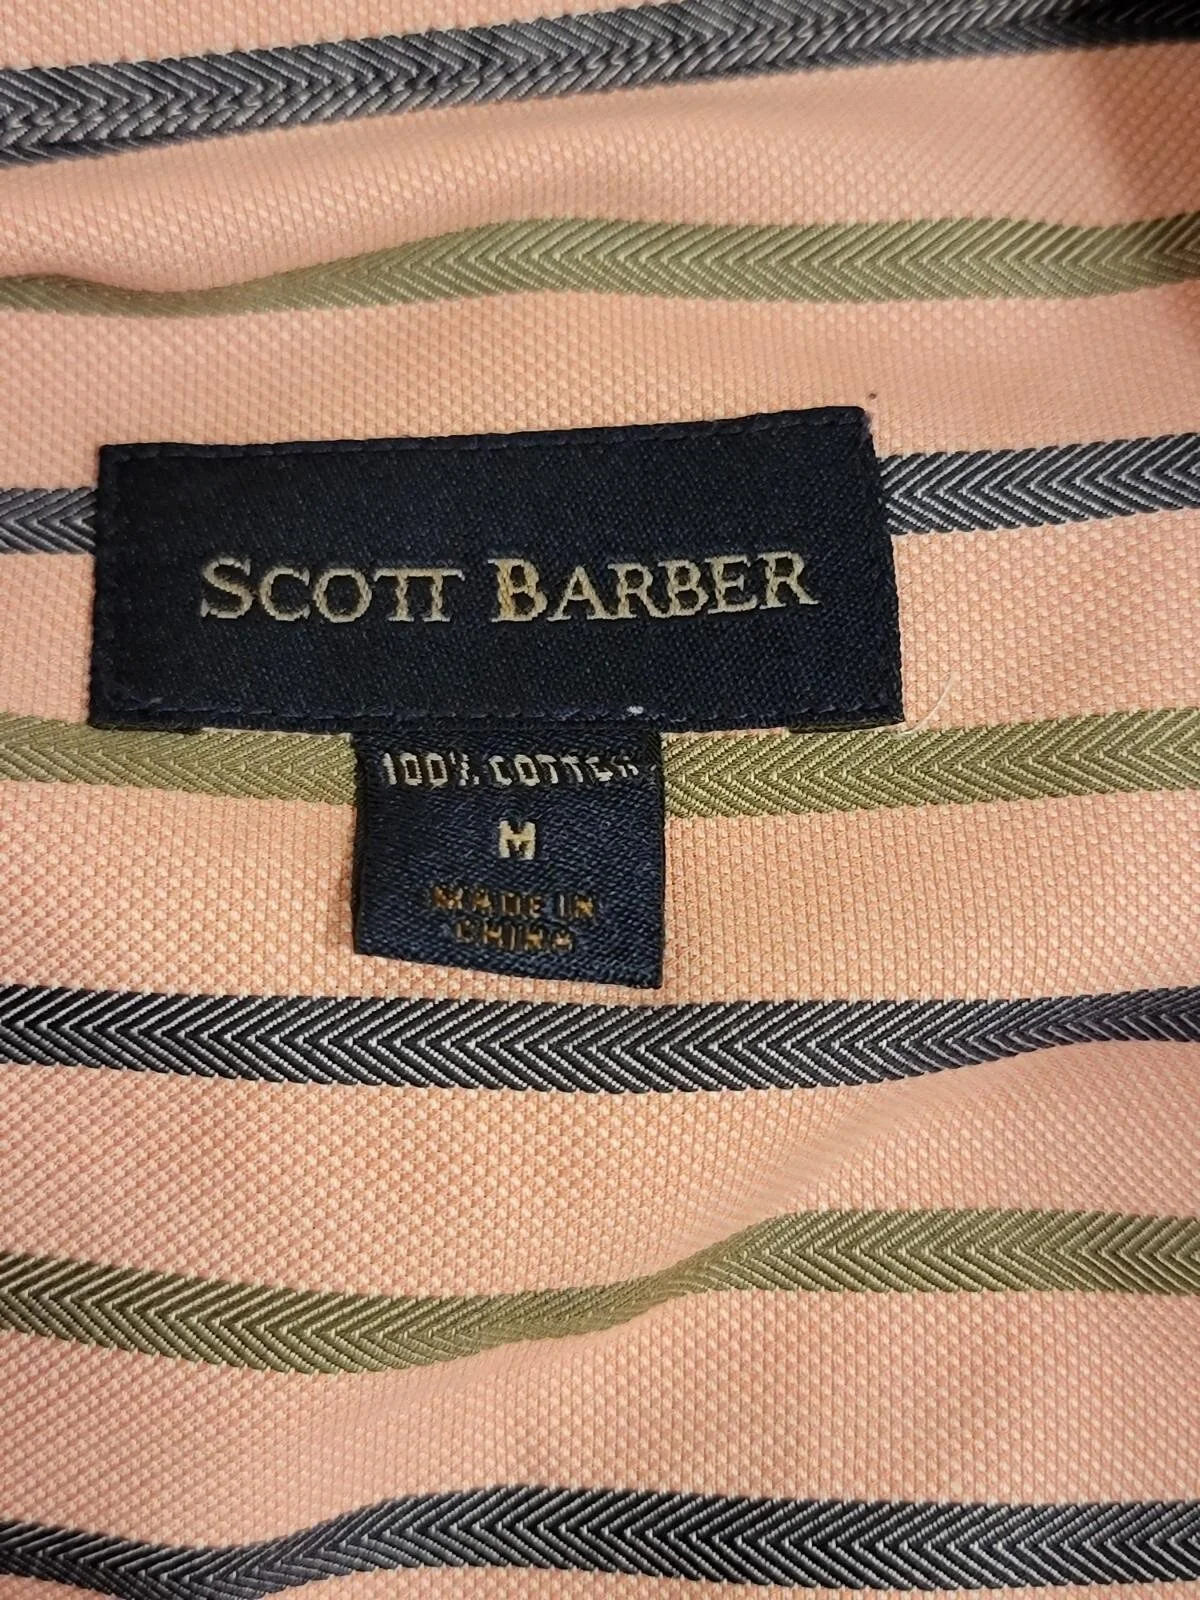 SCOTT BARBER
100% COTTON
M
MADE IN
CHINA